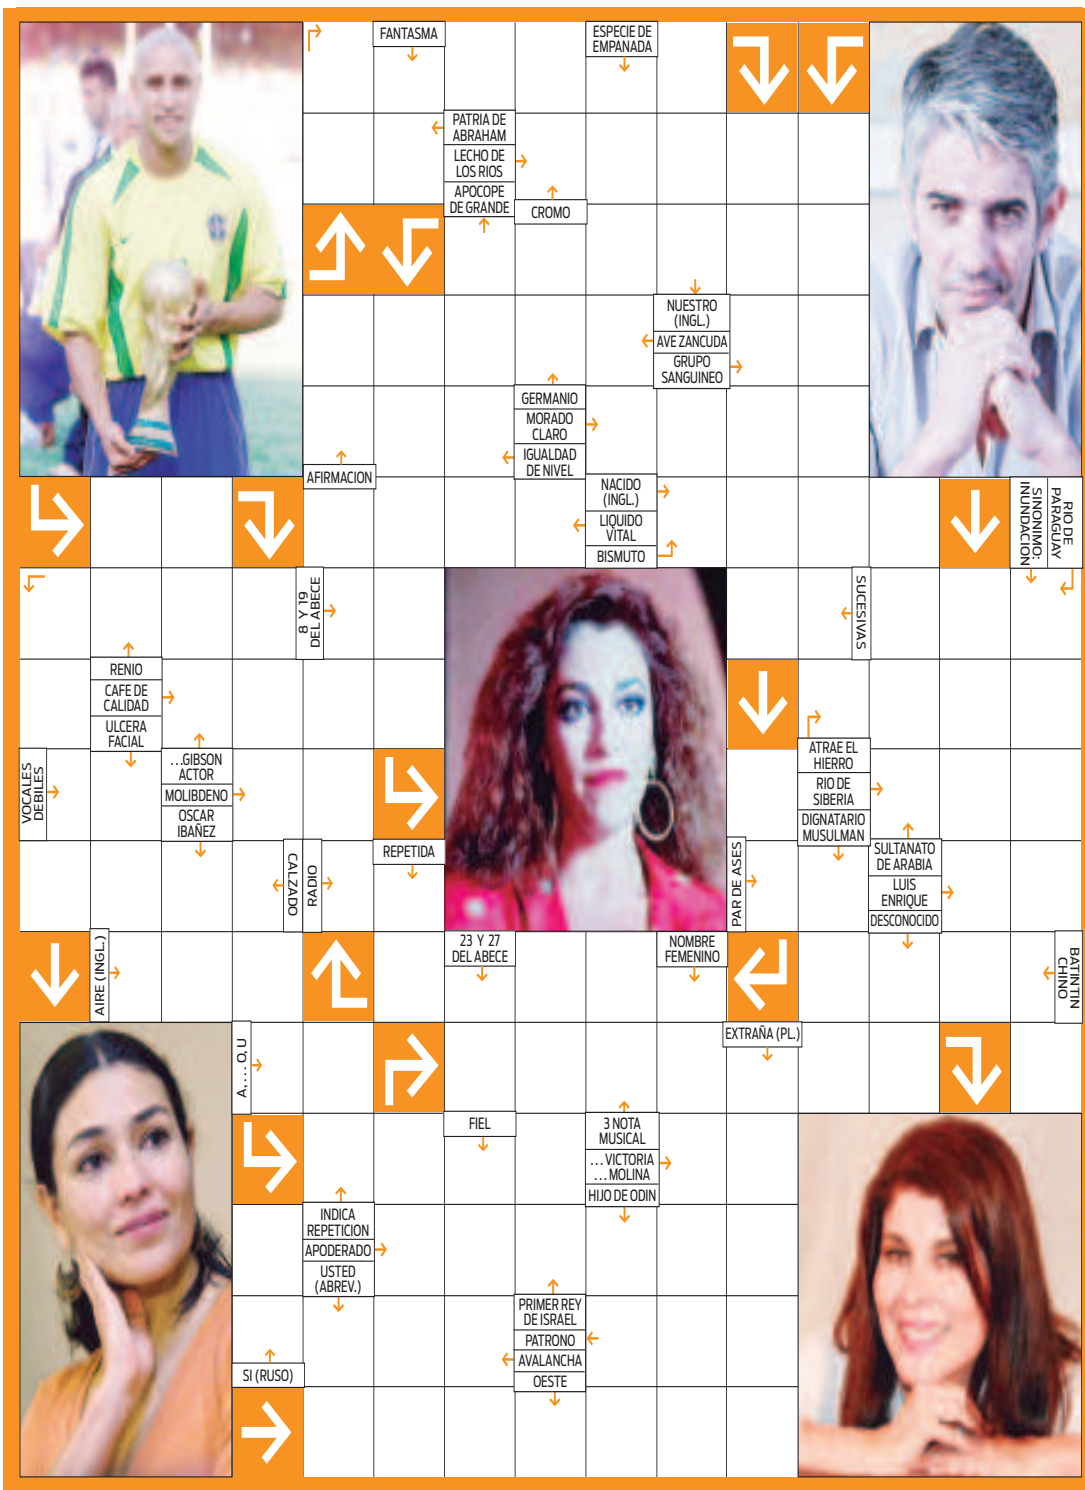 FANTASMA
ESPECIE DE
EMPANADA
PATRIA DE
ABRAHAM
LECHO DE
LOS RIOS
APOCOPE
DE GRANDE
CROMO
NUESTRO
(INGL.)
AVE ZANCUDA
GRUPO
SANGUINEO
GERMANIO
MORADO
CLARO
IGUALDAD
DE NIVEL
AFIRMACION
NACIDO
(INGL.)
LIQUIDO
VITAL
BISMUTO
RIO DE
PARAGUAY
SINONIMO:
INUNDACION
8 Y 19
DEL ABECE
SUCESIVAS
RENIO
CAFE DE
CALIDAD
ULCERA
FACIAL
...GIBSON
ACTOR
MOLIBDENO
OSCAR
IBAÑEZ
VOCALES
DEBILES
ATRAE EL
HIERRO
RIO DE
SIBERIA
DIGNATARIO
MUSULMAN
CALZADO
RADIO
REPETIDA
PAR DE ASES
SULTANATO
DE ARABIA
LUIS
ENRIQUE
DESCONOCIDO
AIRE (INGL.)
23 Y 27
DEL ABECE
NOMBRE
FEMENINO
BATINTIN
CHINO
A,...O, U
EXTRAÑA (PL.)
FIEL
3 NOTA
MUSICAL
...VICTORIA
...MOLINA
HIJO DE ODIN
INDICA
REPETICION
APODERADO
USTED
(ABREV.)
PRIMER REY
DE ISRAEL
PATRONO
AVALANCHA
OESTE
SI (RUSO)